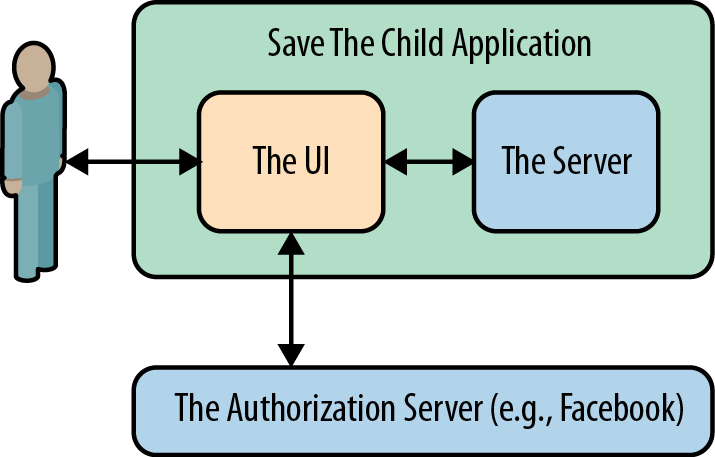 Save The Child Application
The UI
The Server
The Authorization Server (e.g., Facebook)